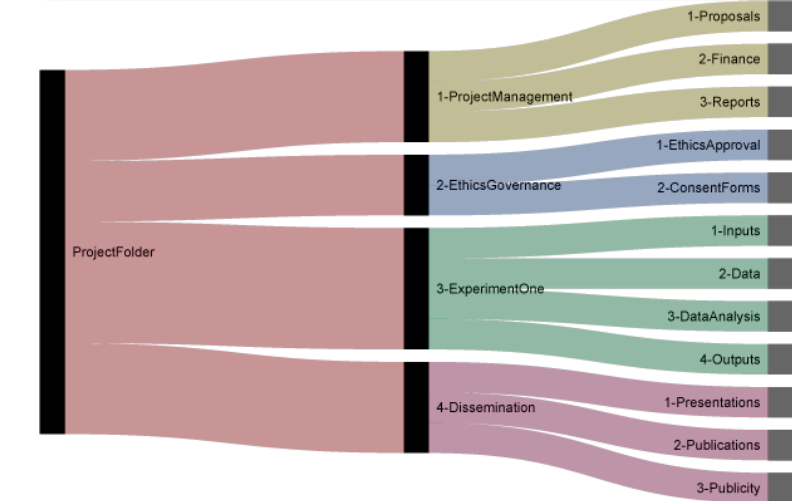 ProjectFolder
1-ProjectManagement
2-EthicsGovernance
3-ExperimentOne
4-Dissemination
1-Proposals
2-Finance
3-Reports
1-EthicsApproval
2-ConsentForms
1-Inputs
2-Data
3-DataAnalysis
4-Outputs
1-Presentations
2-Publications
3-Publicity